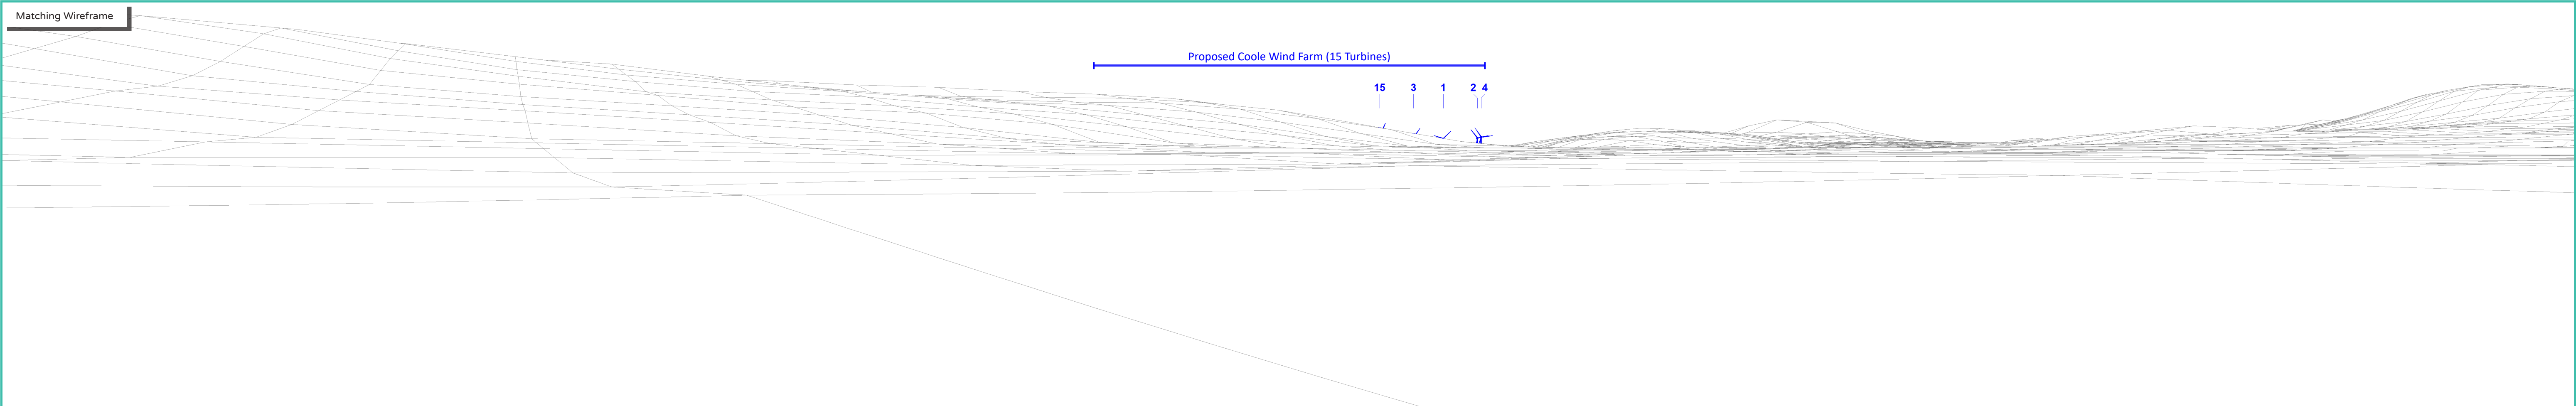 Matching Wireframe
Proposed Coole Wind Farm (15 Turbines)
15 3 1 2 4